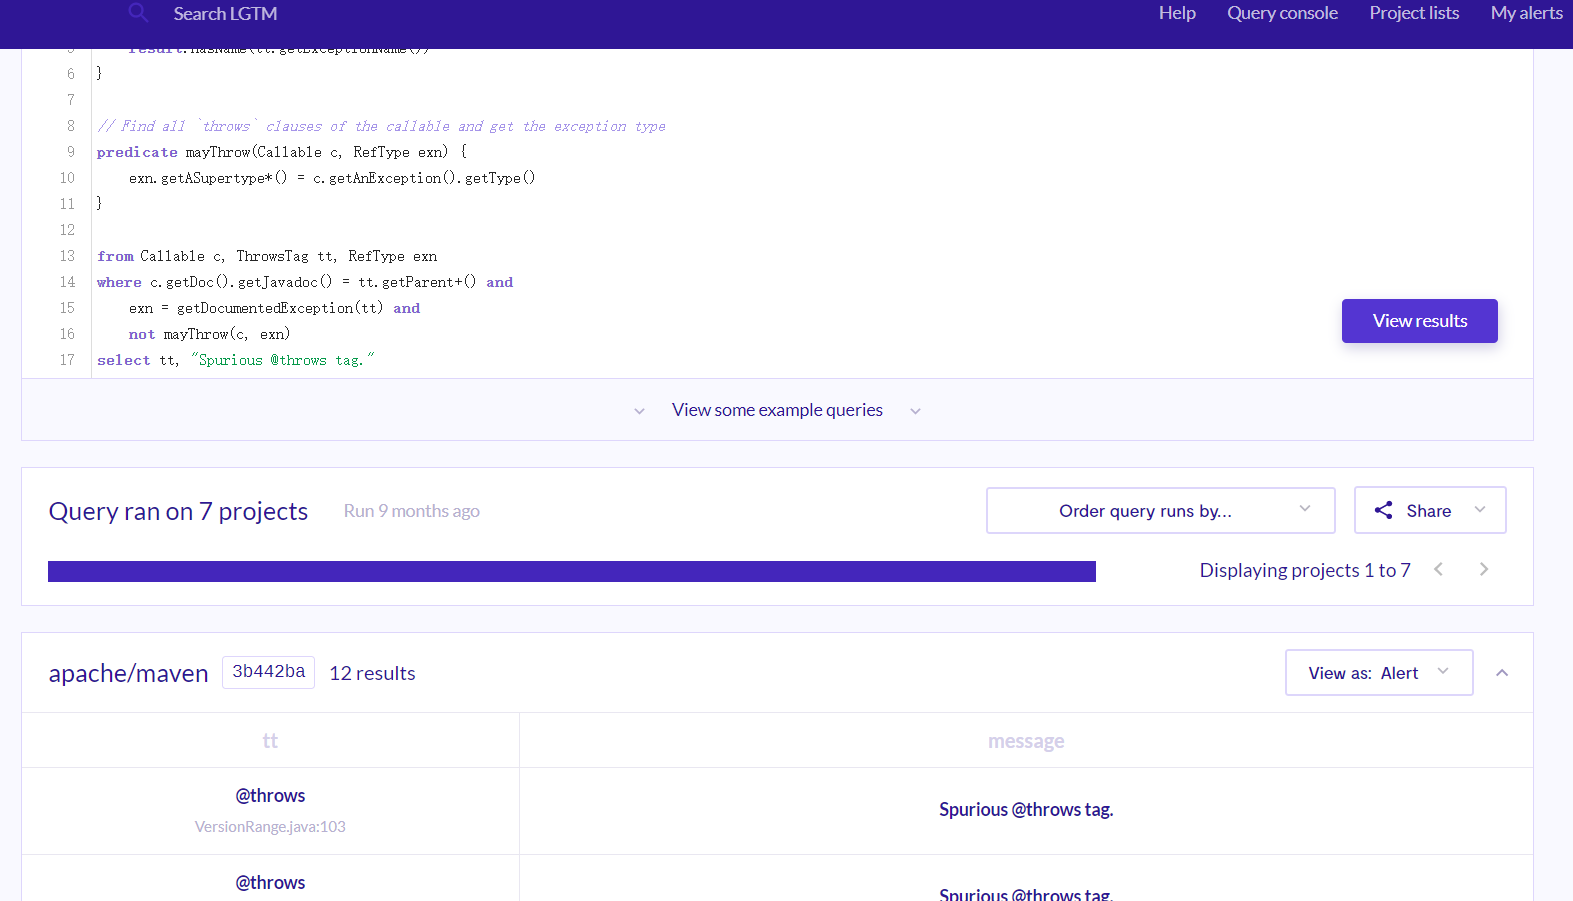 Search LGTM
Help Query console Project lists My alerts
5 result.hasName(tt.getExceptionName())
6 }
7
8 // Find all `throws` clauses of the callable and get the exception type
9 predicate mayThrow(Callable c, RefType exn) {
10 exn.getASupertype*() = c.getAnException().getType()
11 }
12
13 from Callable c, ThrowsTag tt, RefType exn
14 where c.getDoc().getJavadoc() = tt.getParent+() and
15 exn = getDocumentedException(tt) and
16 not mayThrow(c, exn)
17 select tt, "Spurious @throws tag."
View results
View some example queries
Query ran on 7 projects Run 9 months ago
Order query runs by... Share
Displaying projects 1 to 7
apache/maven 3b442ba 12 results
View as: Alert
tt message
@throws
VersionRange.java:103
Spurious @throws tag.
@throws
Spurious @throws tag.